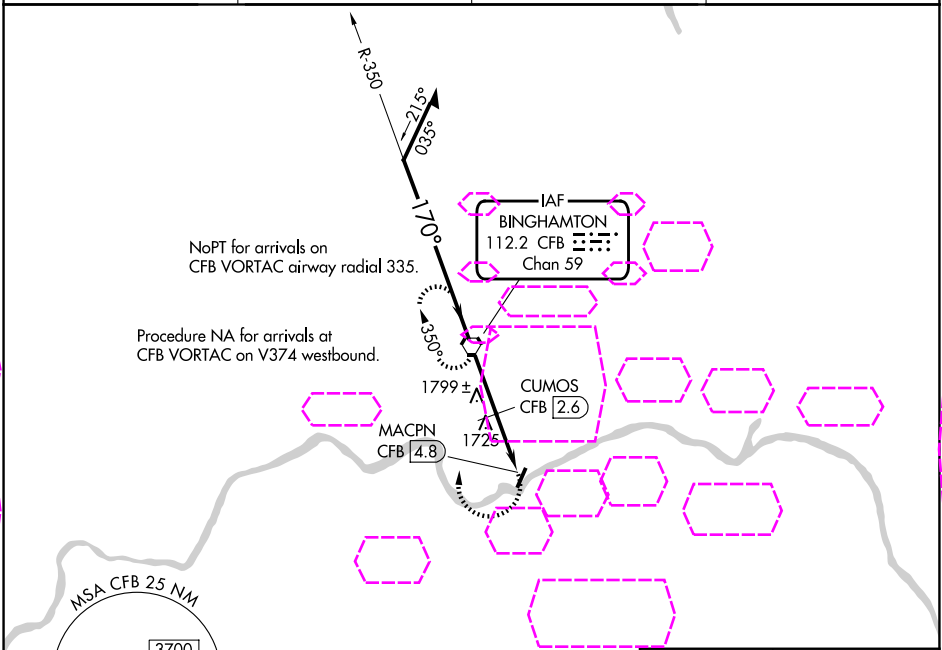 R-350
215°
035°
170°
IAF
BINGHAMTON
112.2 CFB
Chan 59
NoPT for arrivals on
CFB VORTAC airway radial 335.
350°
Procedure NA for arrivals at
CFB VORTAC on V374 westbound.
1799 ±
CUMOS
CFB 2.6
1725
MACPN
CFB 4.8
MSA CFB 25 NM
3700